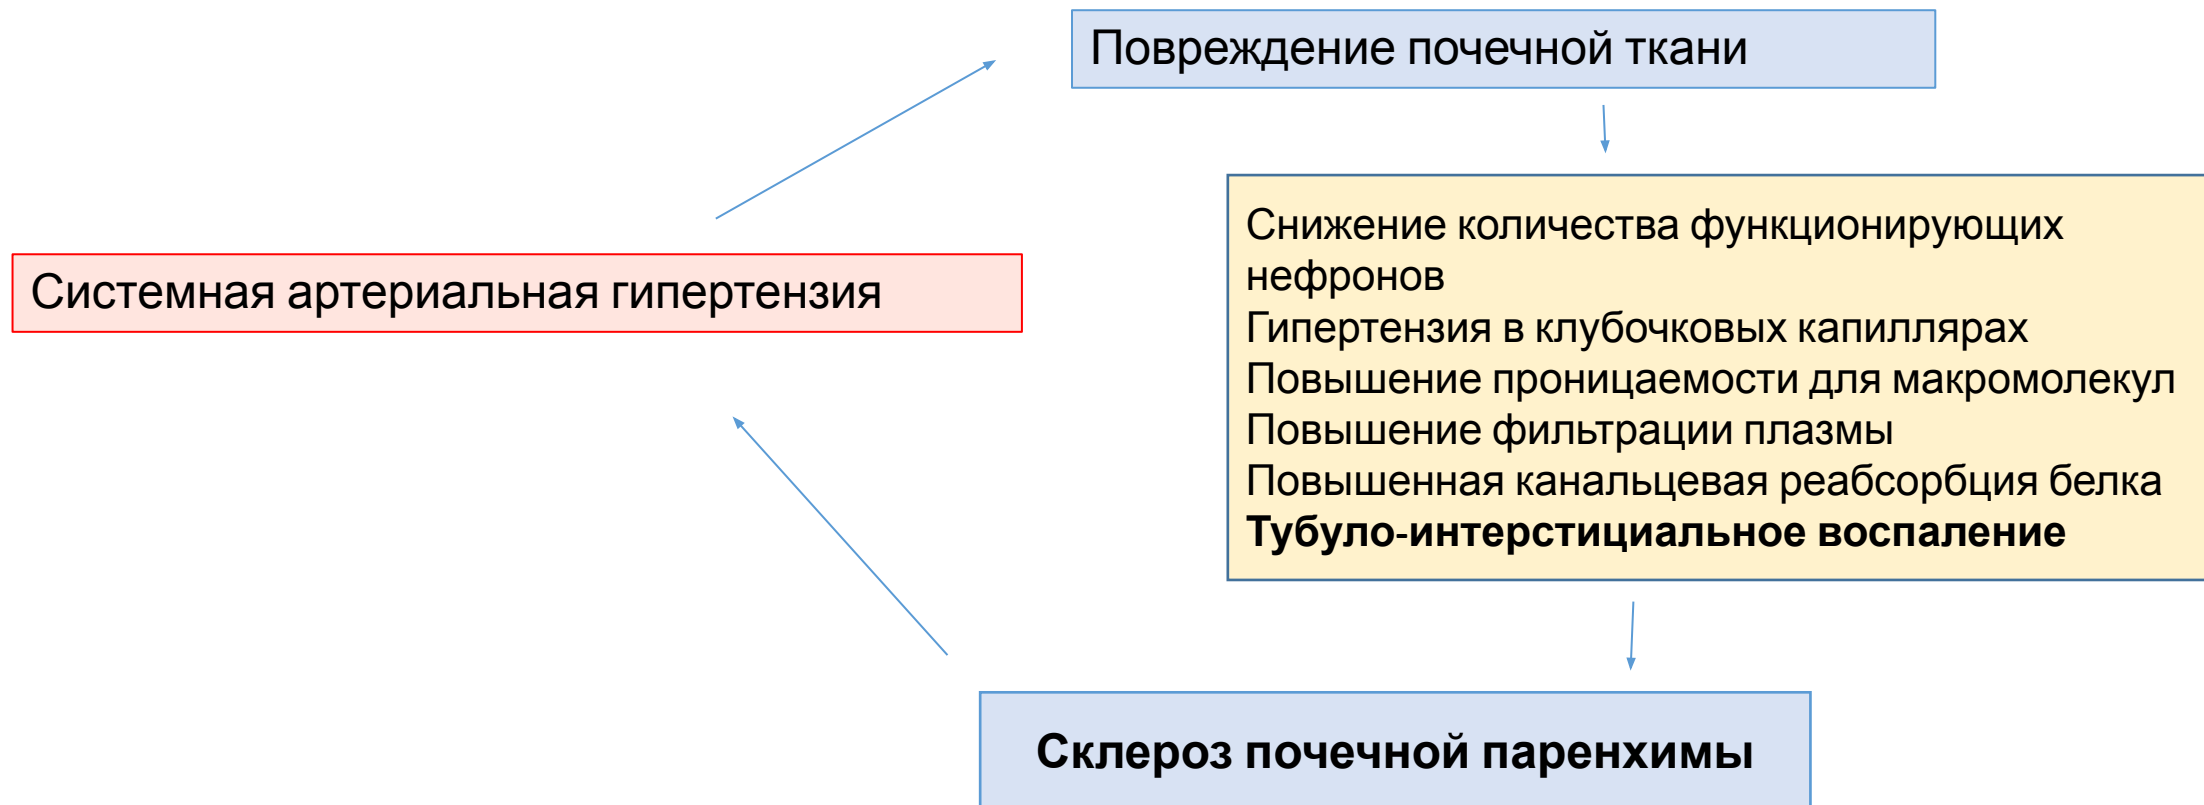 Повреждение почечной ткани
Системная артериальная гипертензия
Снижение количества функционирующих
нефронов
Гипертензия в клубочковых капиллярах
Повышение проницаемости для макромолекул
Повышение фильтрации плазмы
Повышенная канальцевая реабсорбция белка
Тубуло-интерстициальное воспаление
Склероз почечной паренхимы